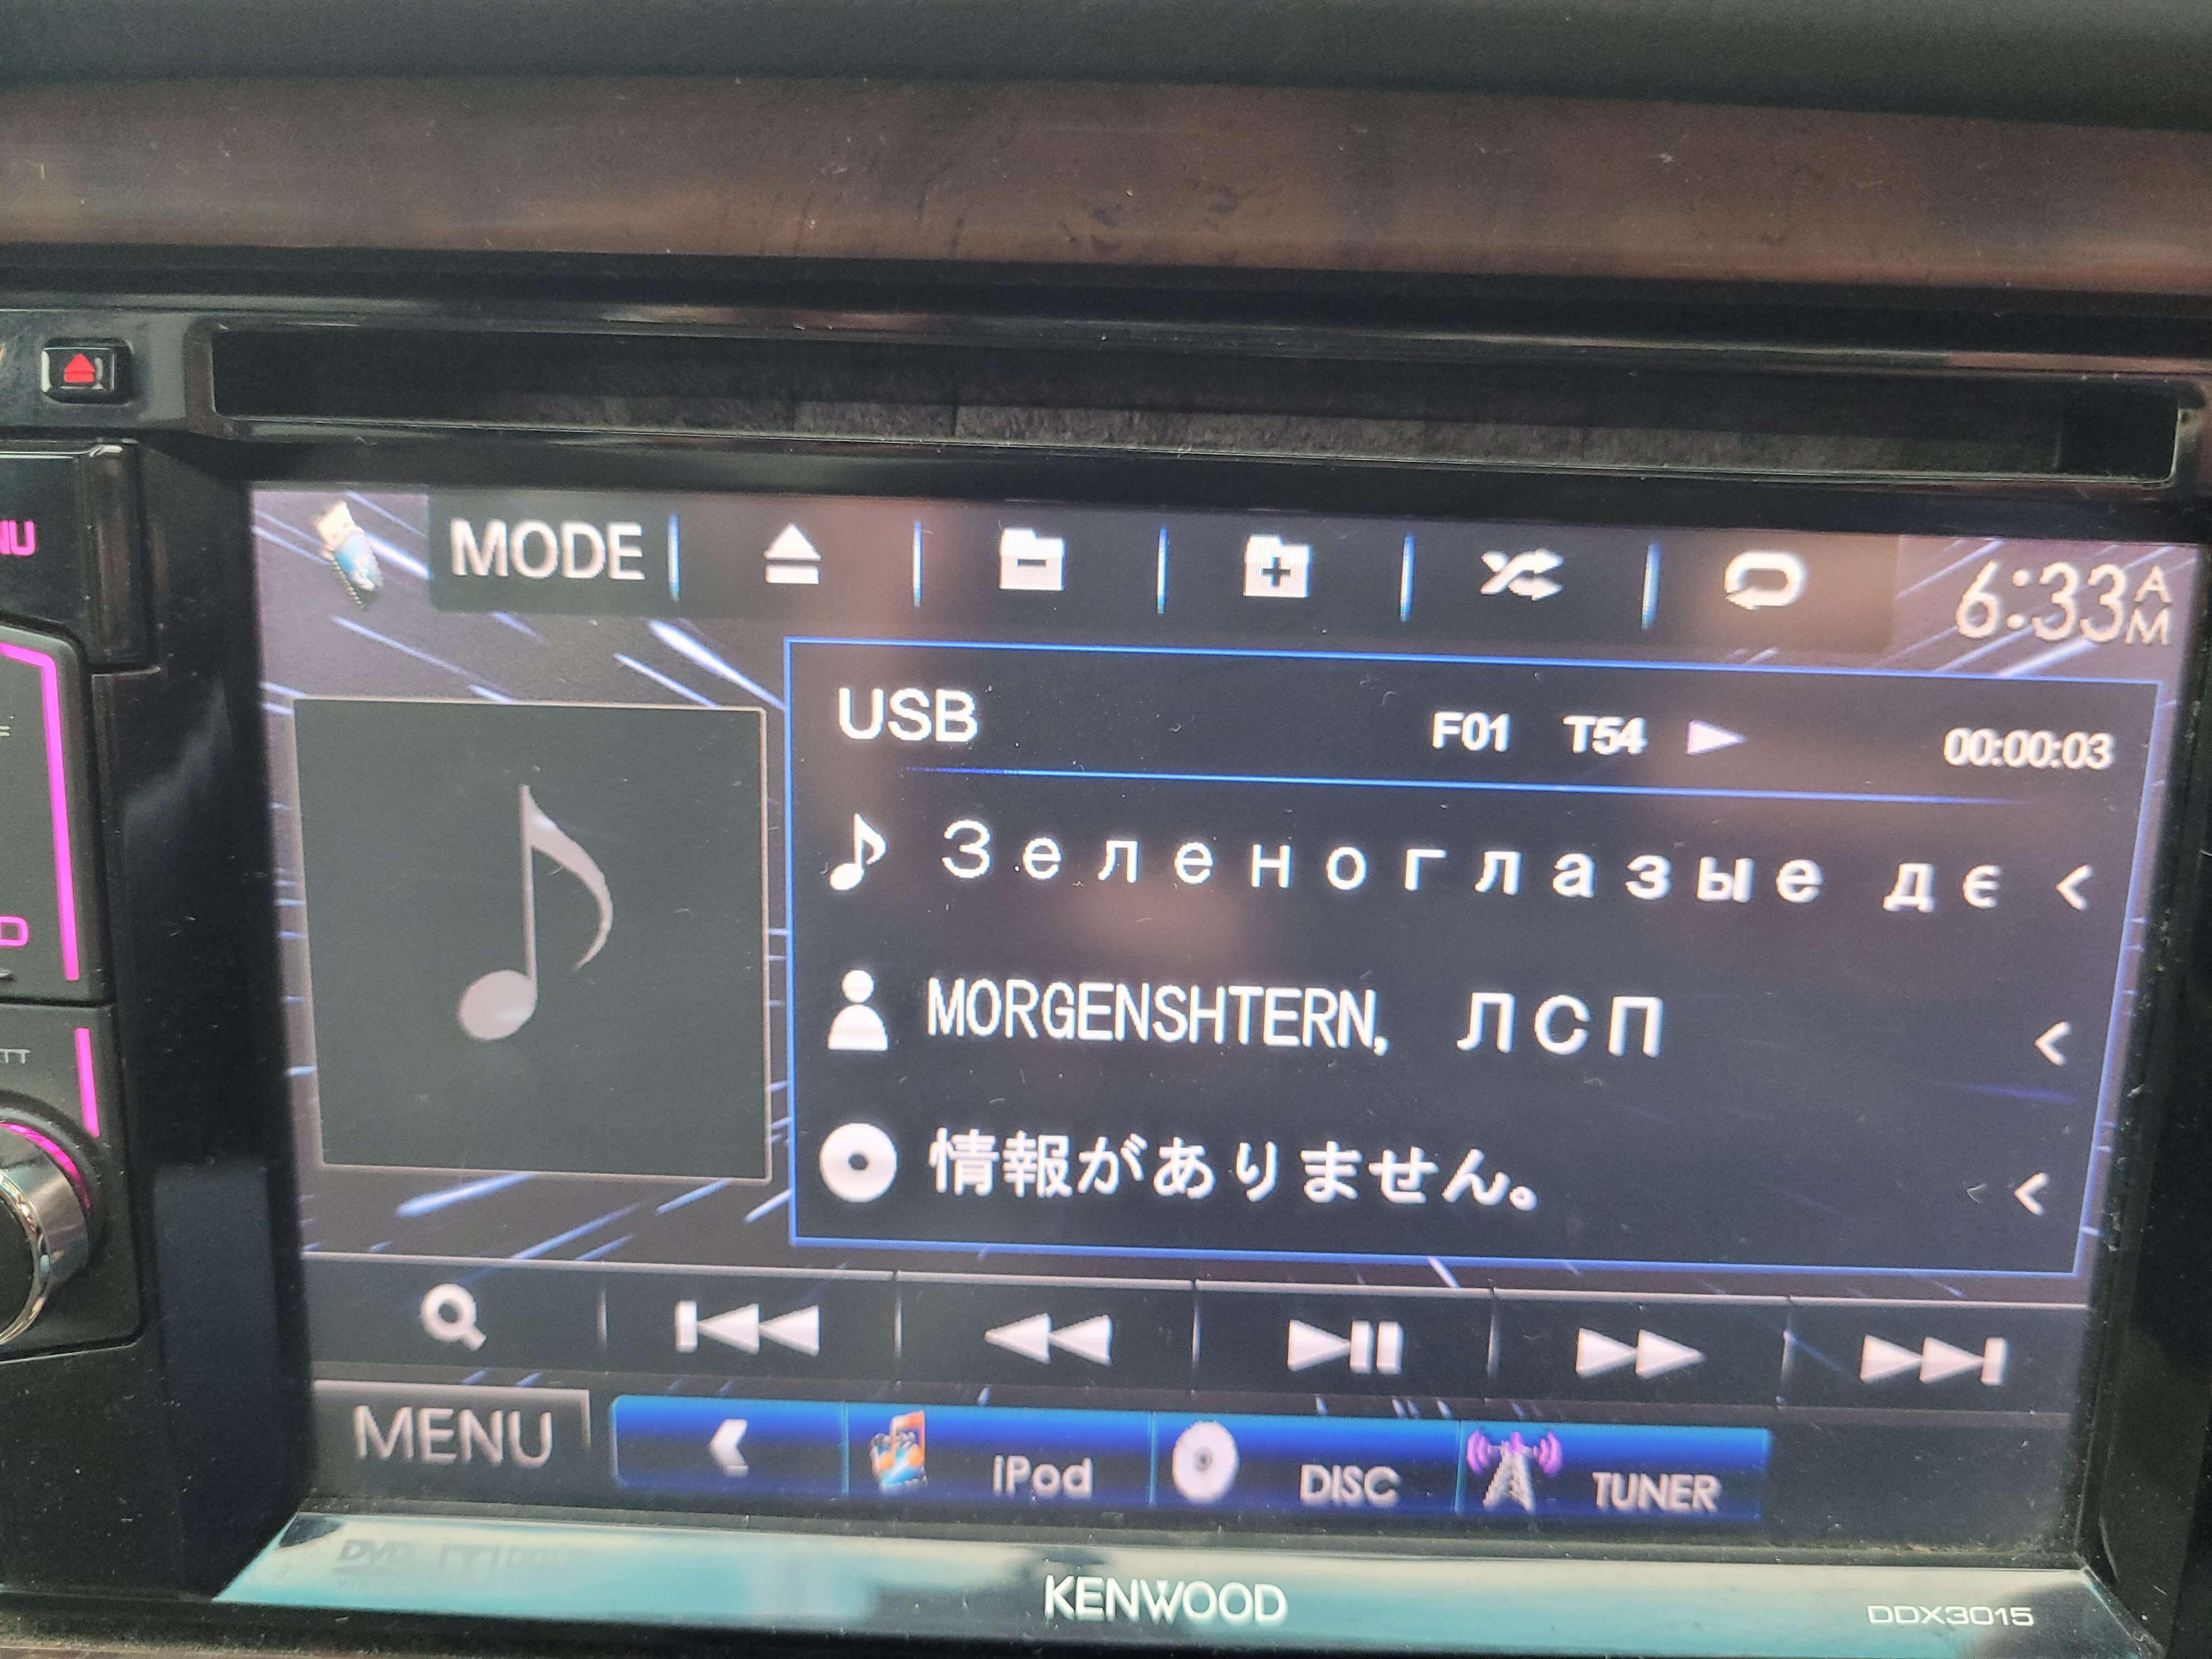 MODE
6:33 AM
USB F01 T54 00:00:03
Зеленоглазые де
MORGENSHTERN, ЛСП
情報がありません。
MENU iPod DISC TUNER
DVD
KENWOOD
DDX3015